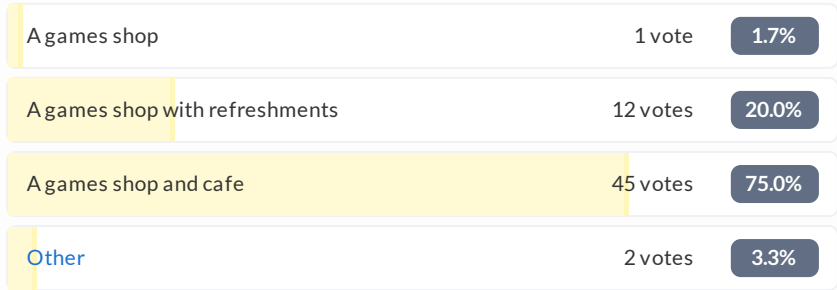 A games shop 1 vote 1.7%
A games shop with refreshments 12 votes 20.0%
A games shop and cafe 45 votes 75.0%
Other 2 votes 3.3%